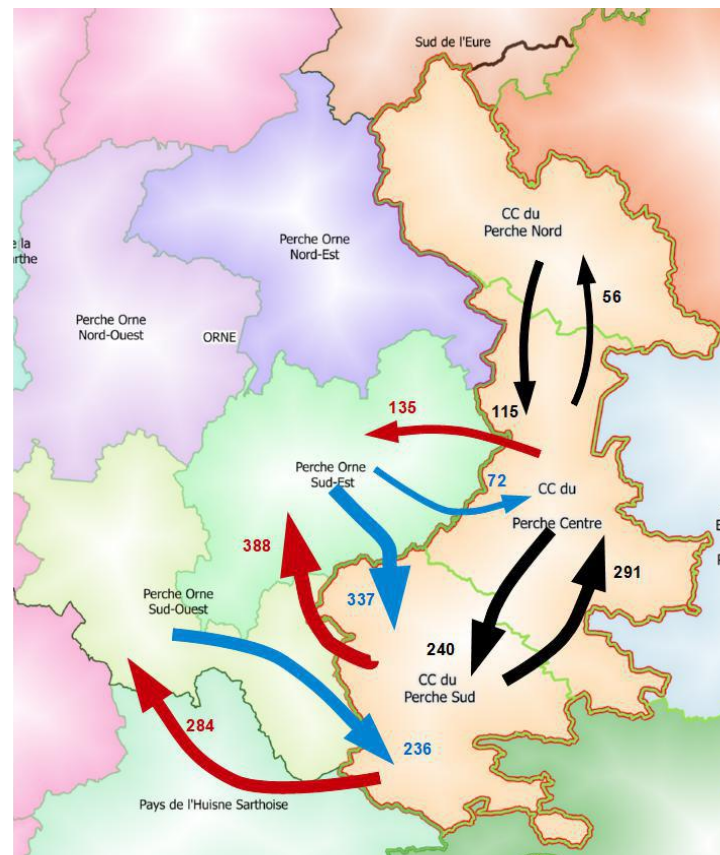 Sud de l'Eure
CC du
Perche Nord
Perche Orne
Nord-Est
e la
arthe
56
Perche Orne
Nord-Ouest
ORNE
135
115
Perche Orne
Sud-Est
72
CC du
Perche Centre
388
291
Perche Orne
Sud-Ouest
337
240
CC du
Perche Sud
284
236
Pays de l'Huisne Sarthoise